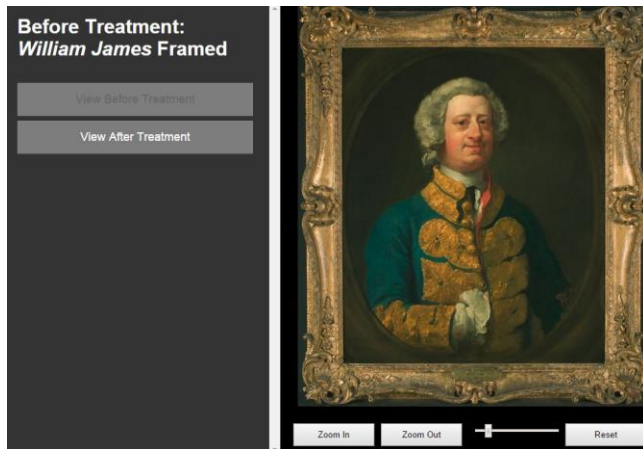 Before Treatment:
William James Framed
View Before Treatment
View After Treatment
Zoom In
Zoom Out
Reset